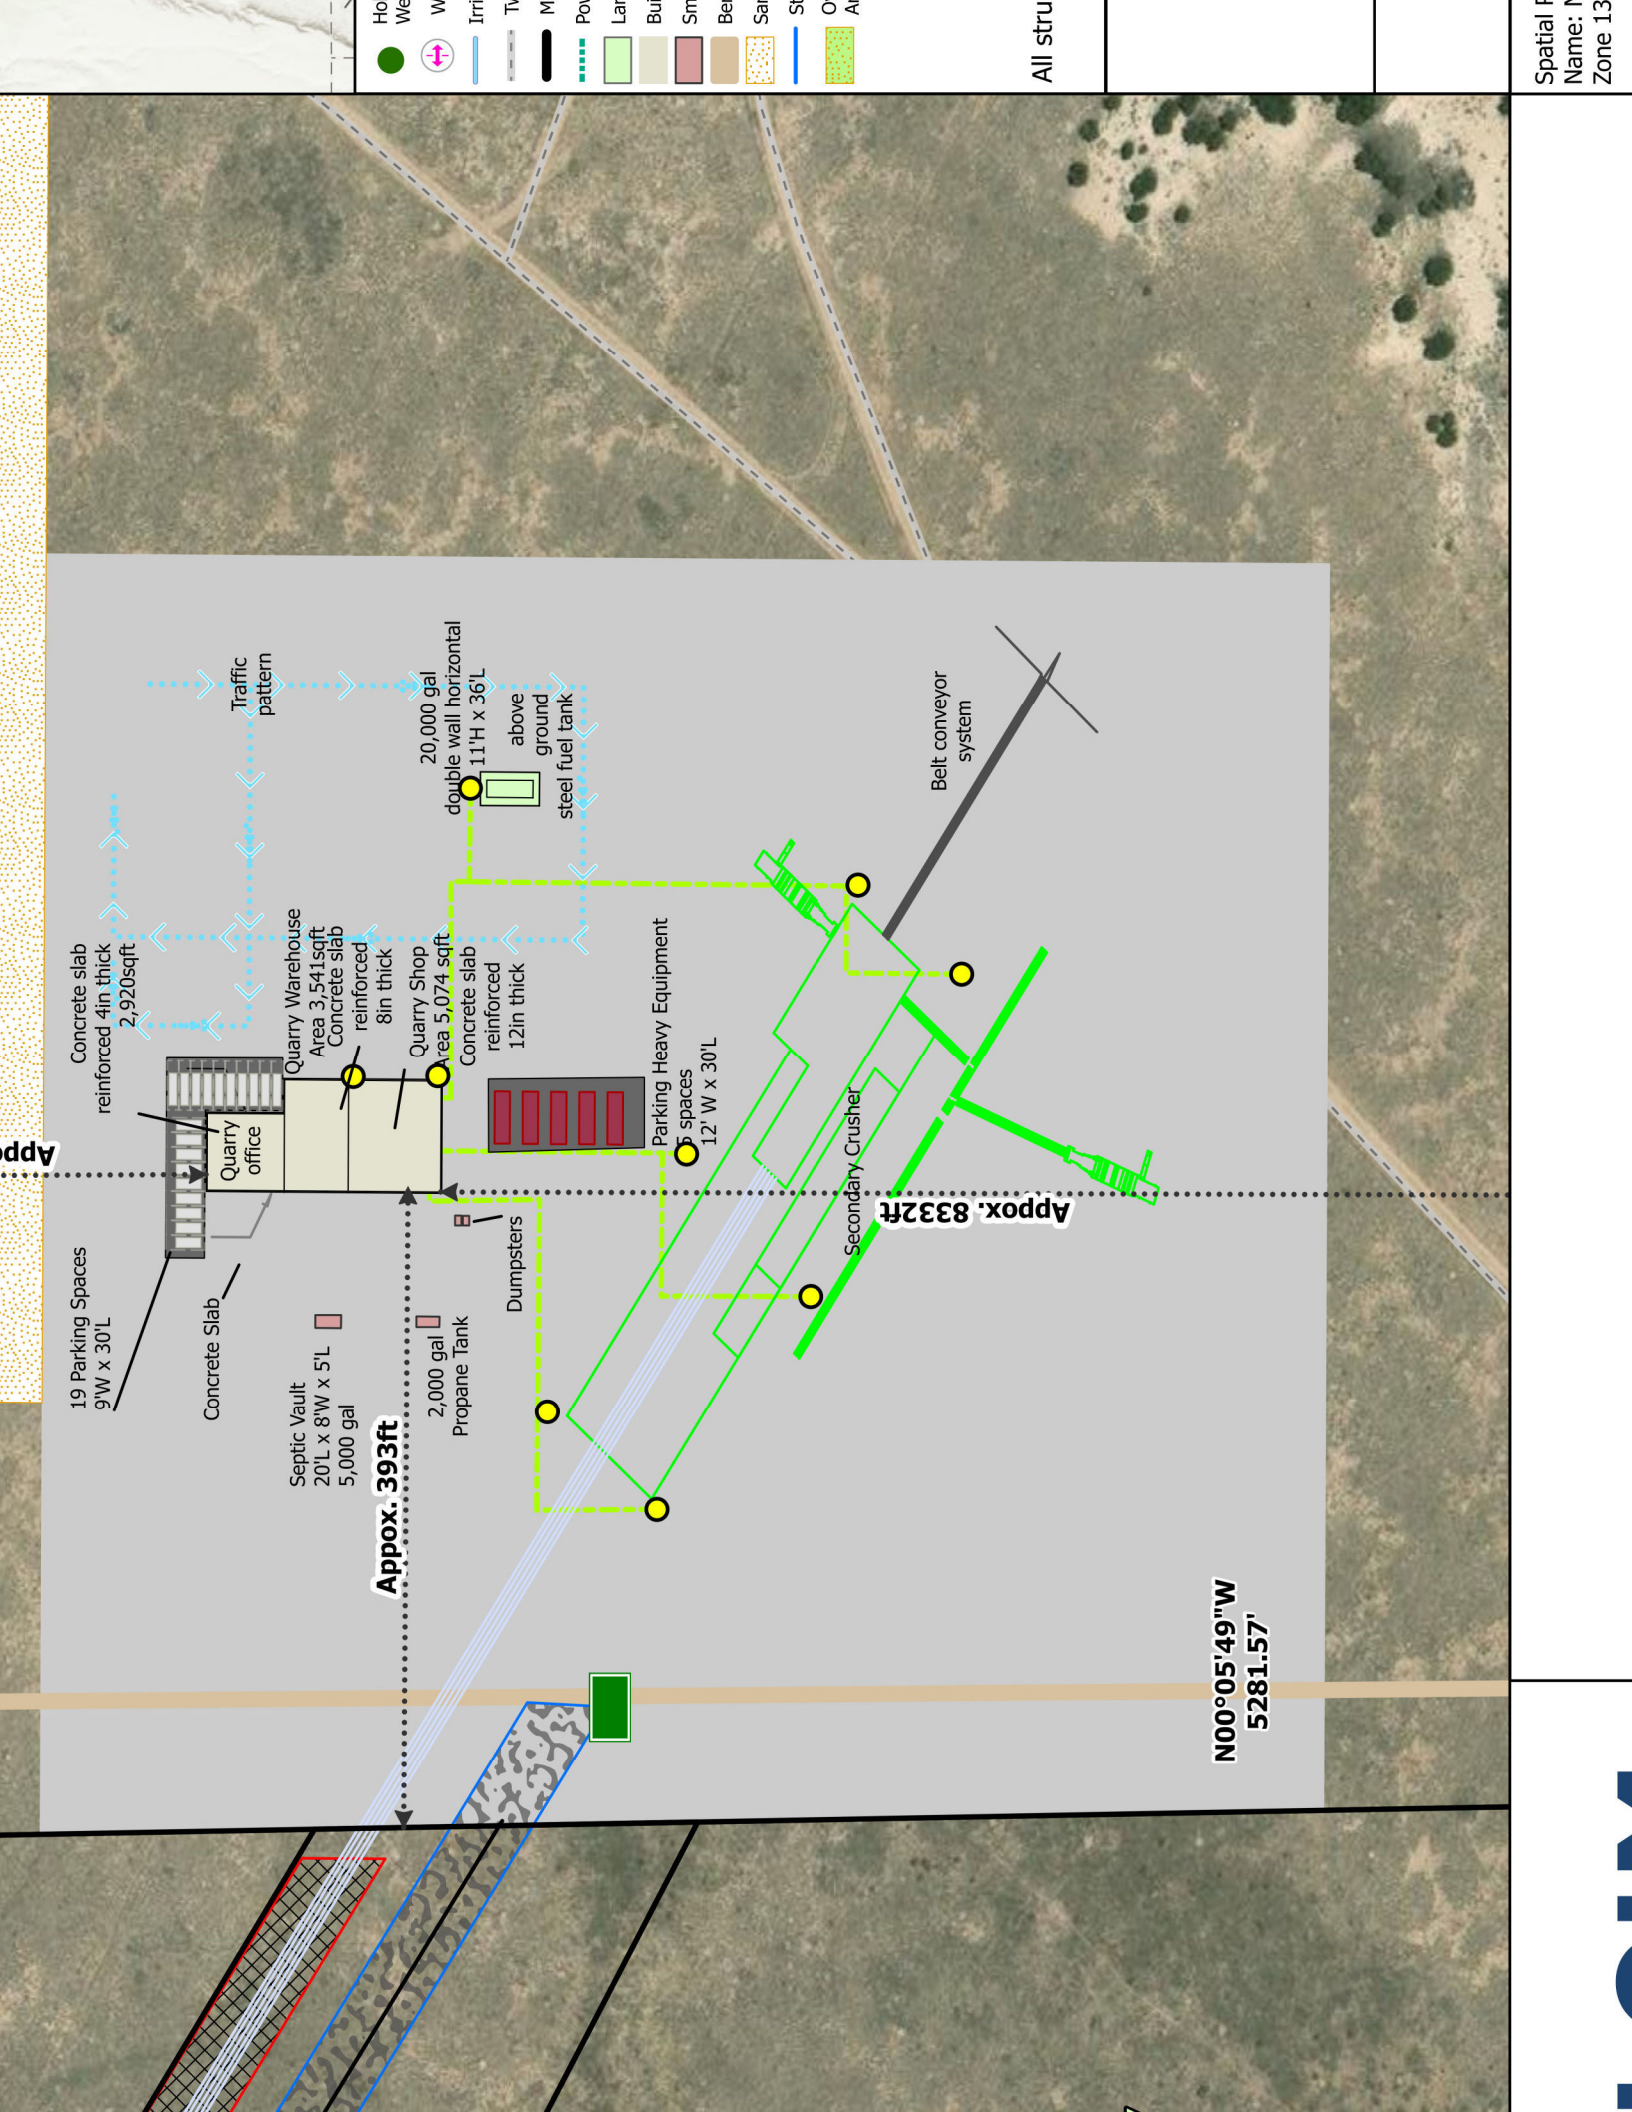 All stru
Spatial R
Name: N
Zone 13
Traffic
pattern
20,000 gal
double wall horizontal
11'H x 36'L
above
ground
steel fuel tank
Belt conveyor
system
Concrete slab
reinforced 4in thick
2,920sqft
Quarry Warehouse
Area 3,541sqft
Concrete slab
reinforced
8in thick
Quarry Shop
Area 5,074 sqft
Concrete slab
reinforced
12in thick
Parking Heavy Equipment
5 spaces
12' W x 30'L
Appo
Quarry
office
Secondary Crusher
Appox. 8332ft
19 Parking Spaces
9'W x 30'L
Concrete Slab
Septic Vault
20'L x 8'W x 5'L
5,000 gal
2,000 gal
Propane Tank
Dumpsters
Appox. 393ft
N00°05'49"W
5281.57'